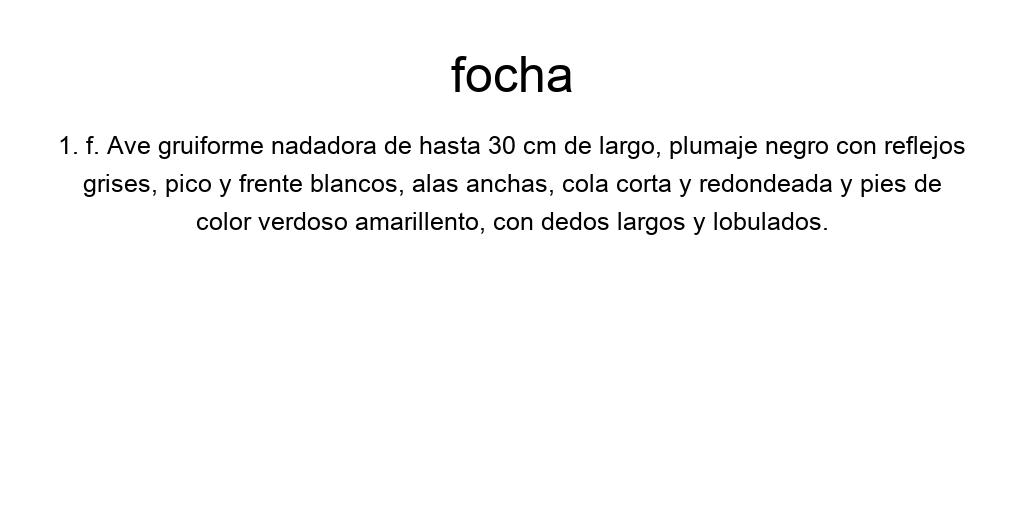 focha
1. f. Ave gruiforme nadadora de hasta 30 cm de largo, plumaje negro con reflejos
grises, pico y frente blancos, alas anchas, cola corta y redondeada y pies de
color verdoso amarillento, con dedos largos y lobulados.